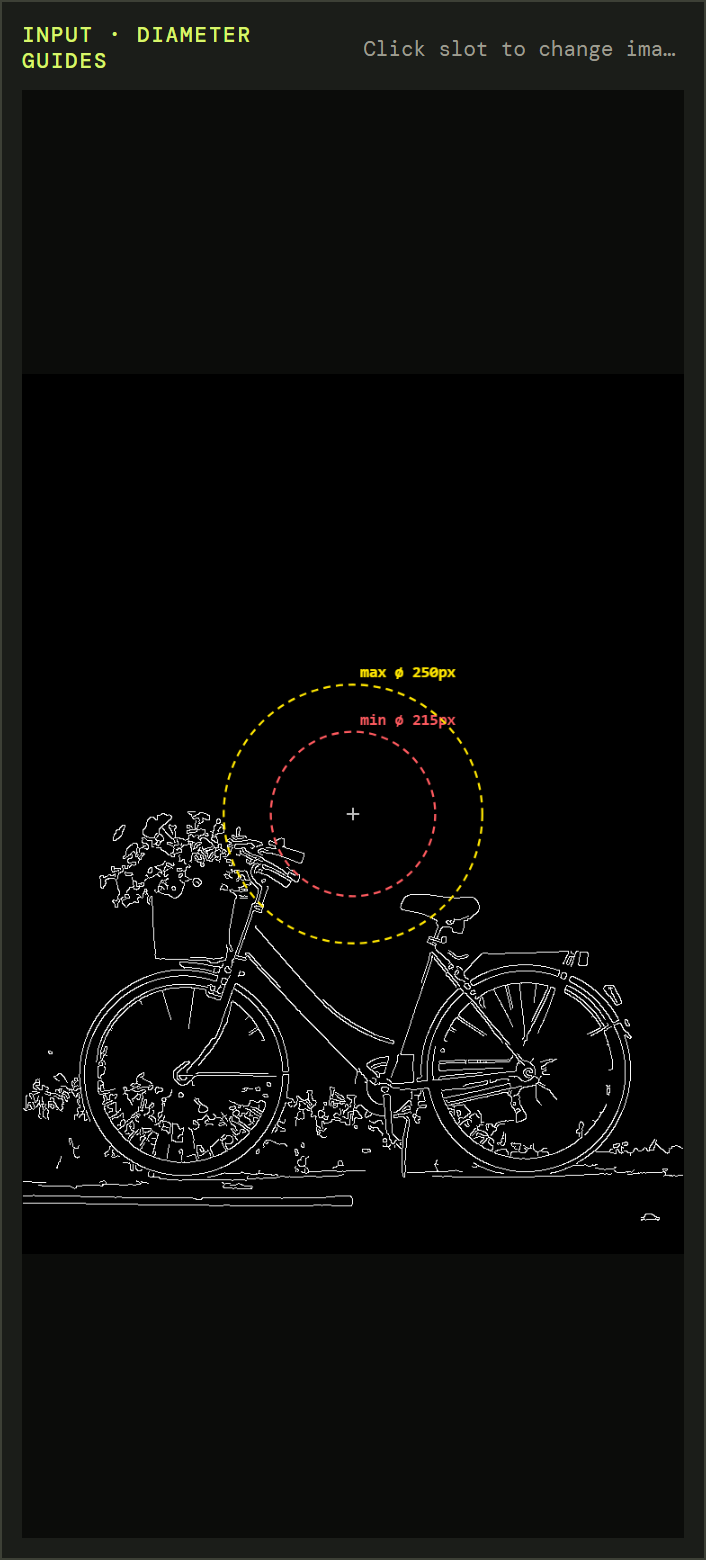 INPUT · DIAMETER
GUIDES
Click slot to change ima…
max ø 250px
min ø 215px